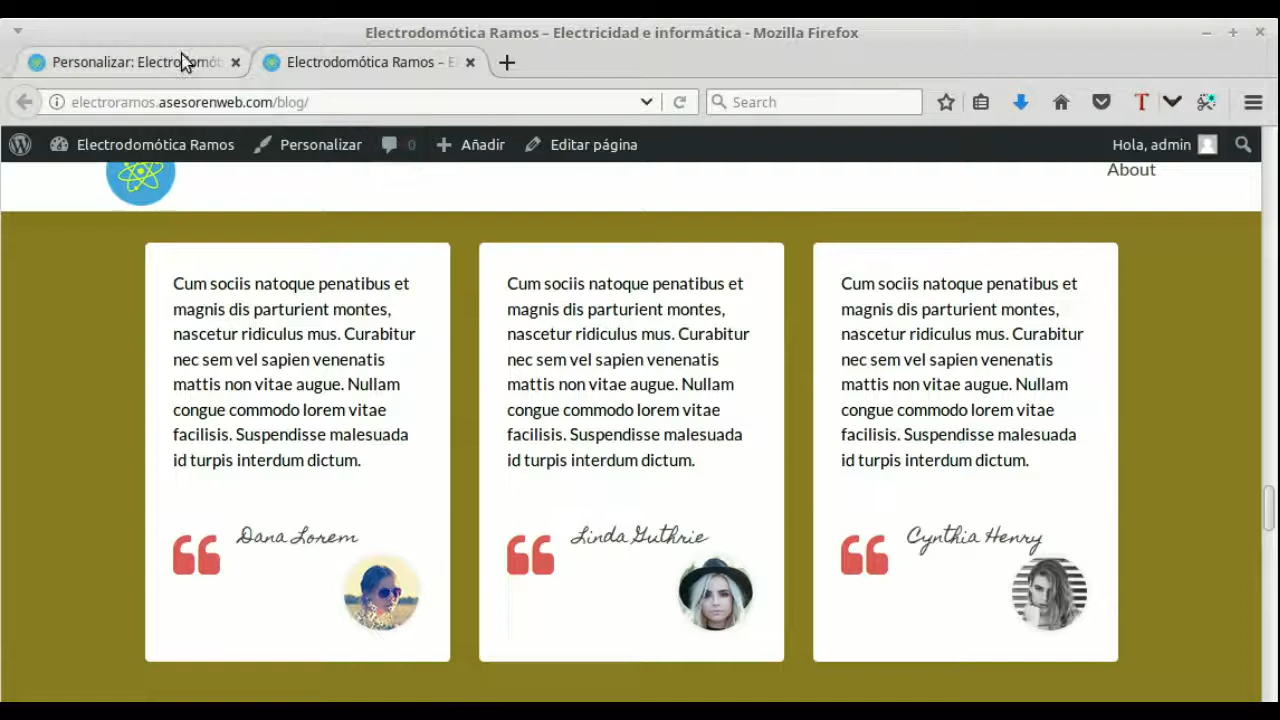 Electrodomótica Ramos – Electricidad e informática - Mozilla Firefox
Personalizar: Electrodomót
Electrodomótica Ramos – E
electroramos.asesorenweb.com/blog/
Search
Electrodomótica Ramos
Personalizar
0
Añadir
Editar página
Hola, admin
About
Cum sociis natoque penatibus et
magnis dis parturient montes,
nascetur ridiculus mus. Curabitur
nec sem vel sapien venenatis
mattis non vitae augue. Nullam
congue commodo lorem vitae
facilisis. Suspendisse malesuada
id turpis interdum dictum.
Dana Lorem
Cum sociis natoque penatibus et
magnis dis parturient montes,
nascetur ridiculus mus. Curabitur
nec sem vel sapien venenatis
mattis non vitae augue. Nullam
congue commodo lorem vitae
facilisis. Suspendisse malesuada
id turpis interdum dictum.
Linda Guthrie
Cum sociis natoque penatibus et
magnis dis parturient montes,
nascetur ridiculus mus. Curabitur
nec sem vel sapien venenatis
mattis non vitae augue. Nullam
congue commodo lorem vitae
facilisis. Suspendisse malesuada
id turpis interdum dictum.
Cynthia Henry